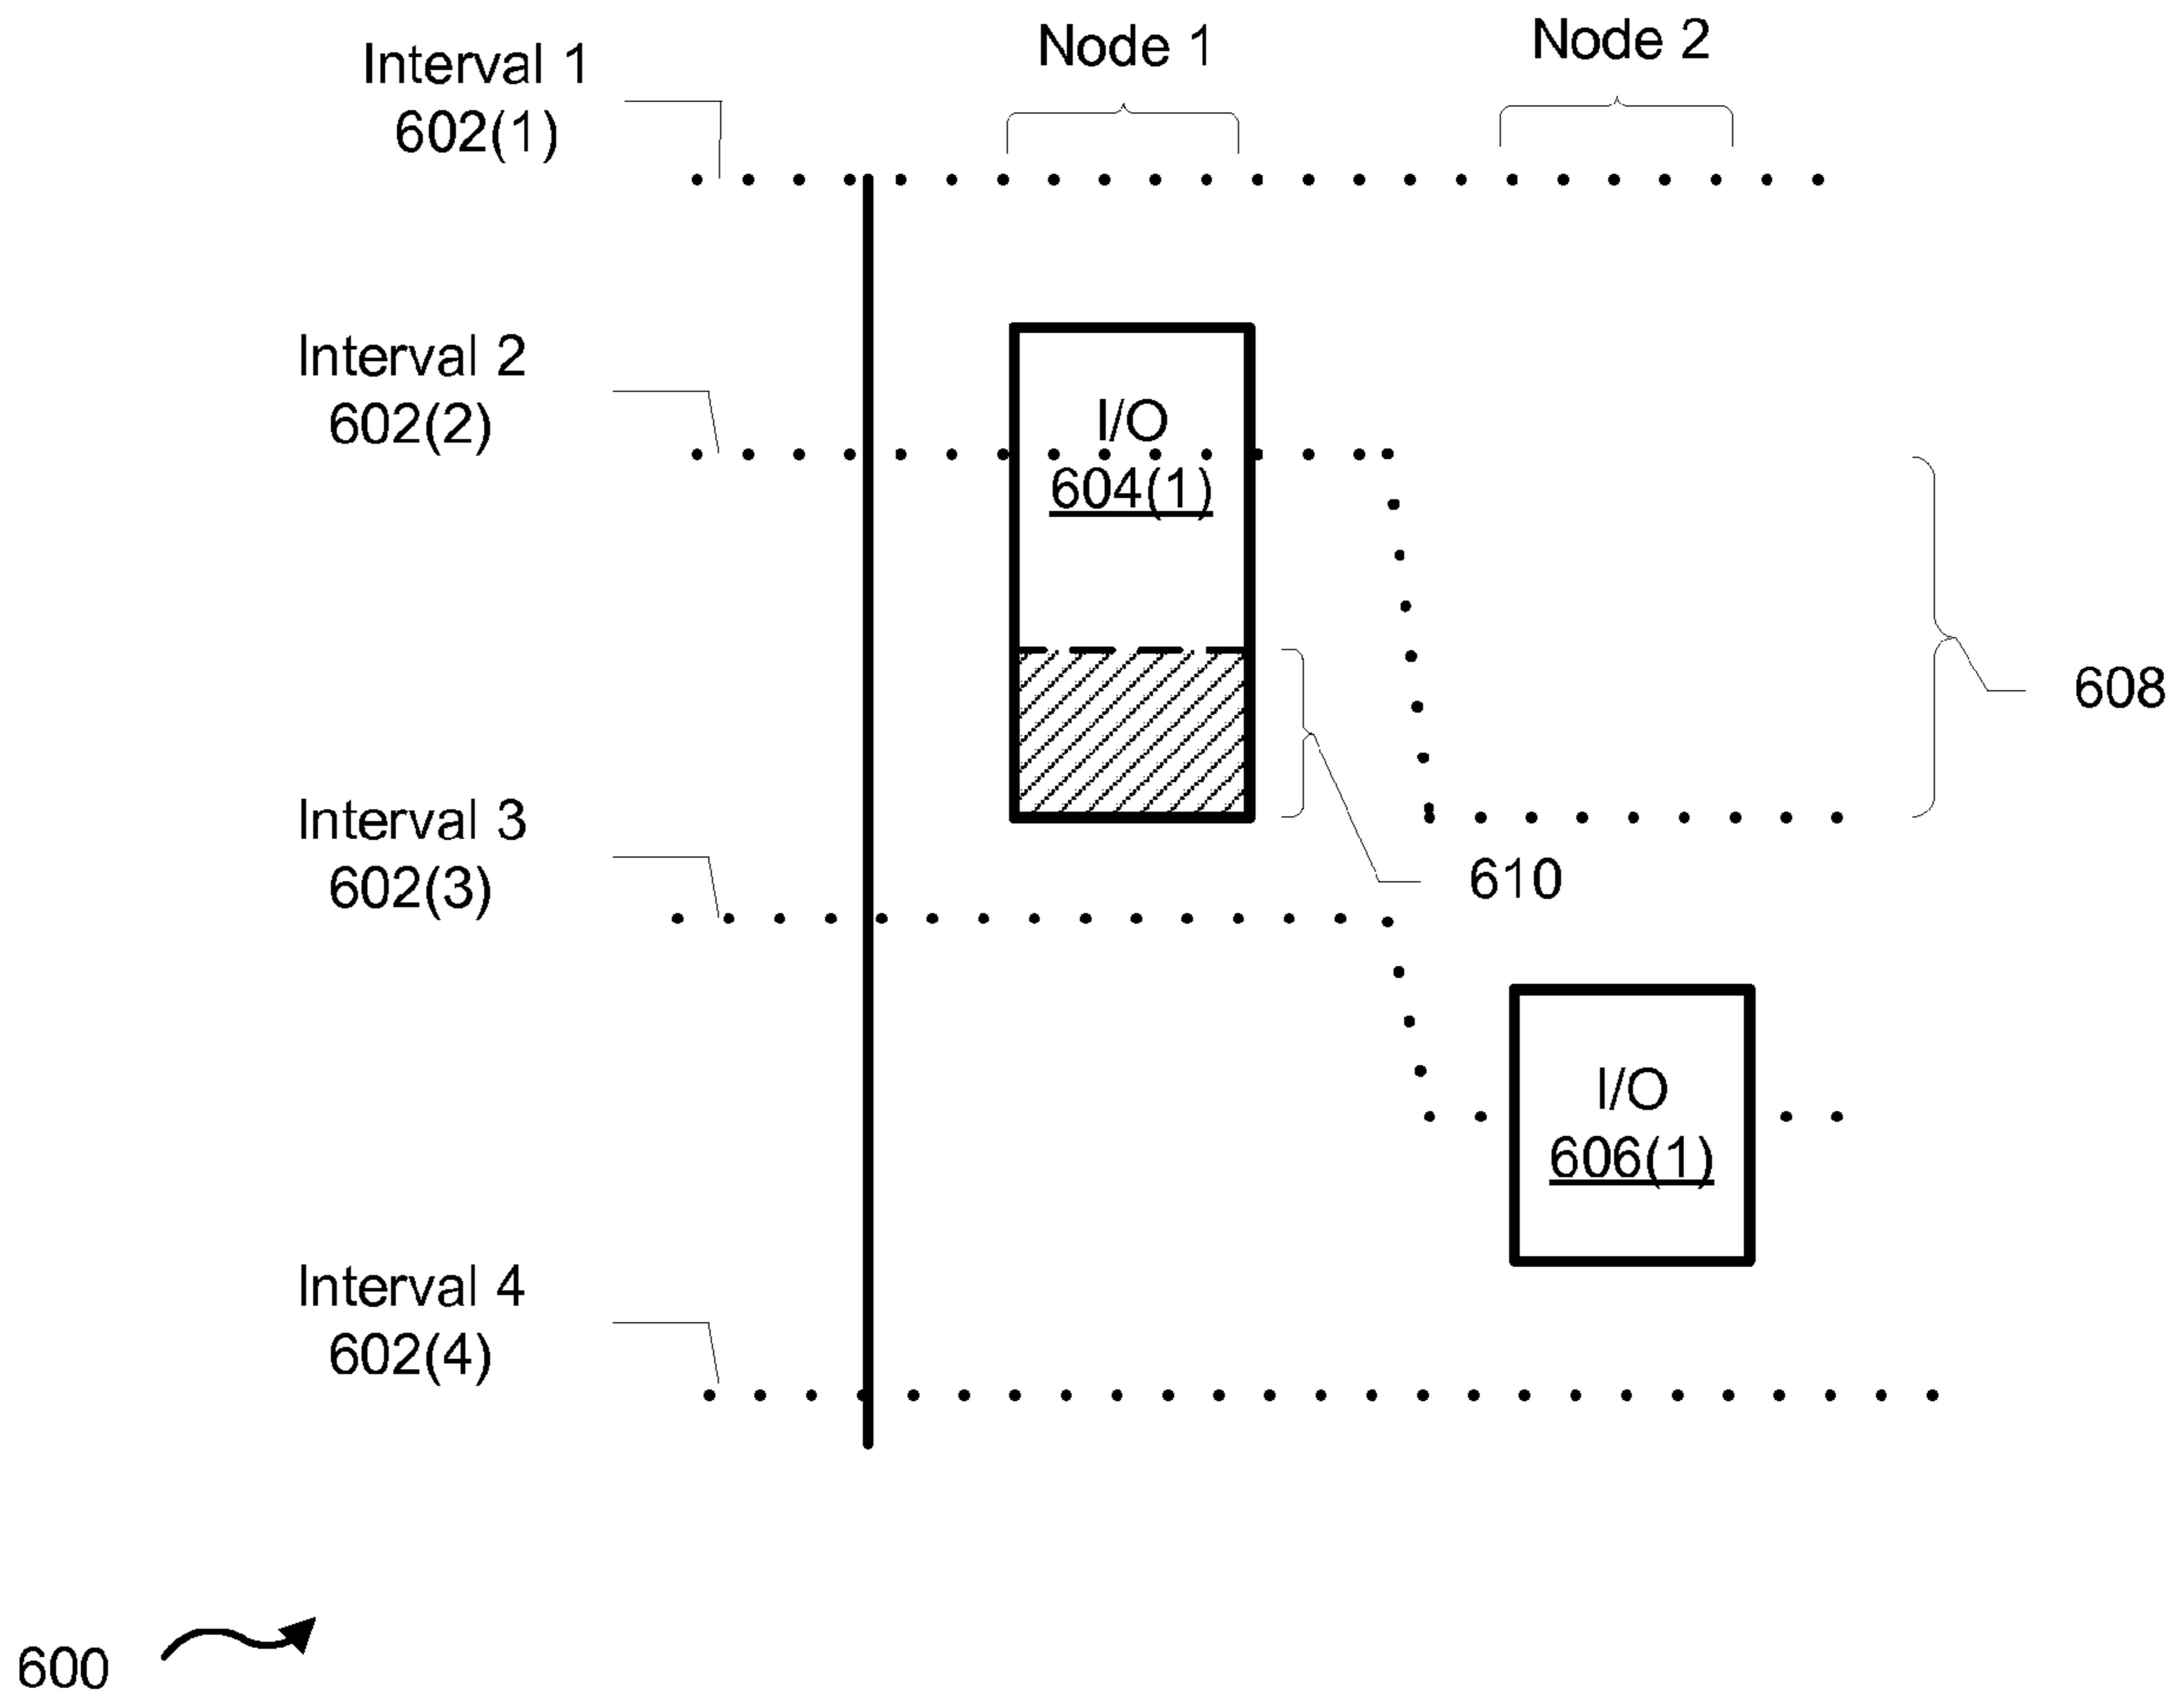 Interval 1
602(1)
Node 1
Node 2
Interval 2
602(2)
I/O
604(1)
608
Interval 3
602(3)
610
I/O
606(1)
Interval 4
602(4)
600